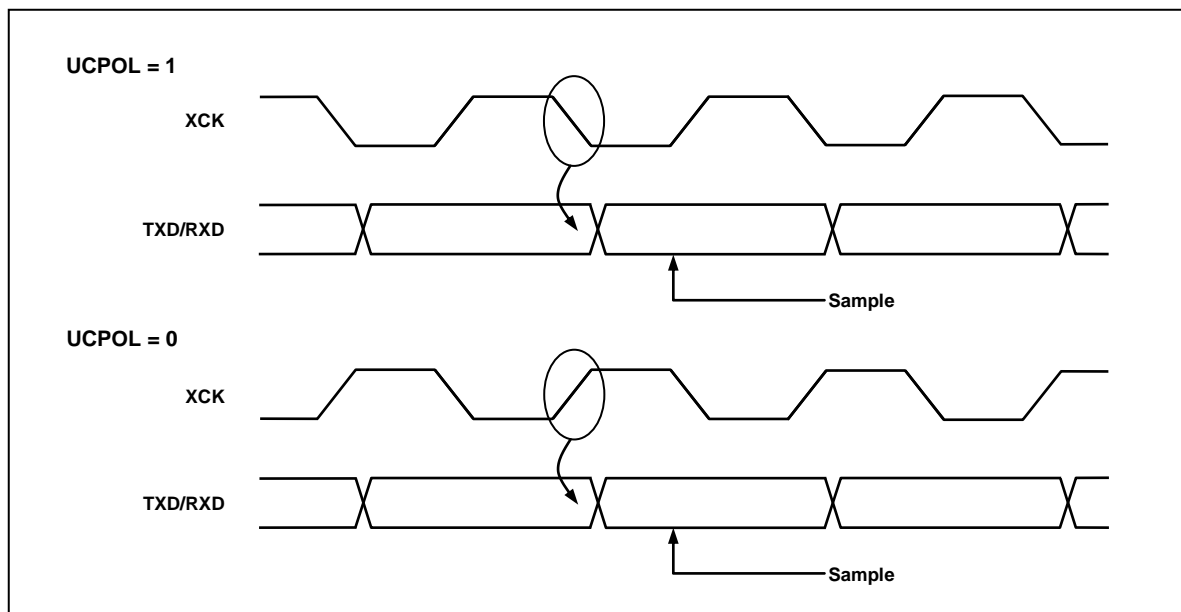 UCPOL = 1
XCK
TXD/RXD
Sample
UCPOL = 0
XCK
TXD/RXD
Sample